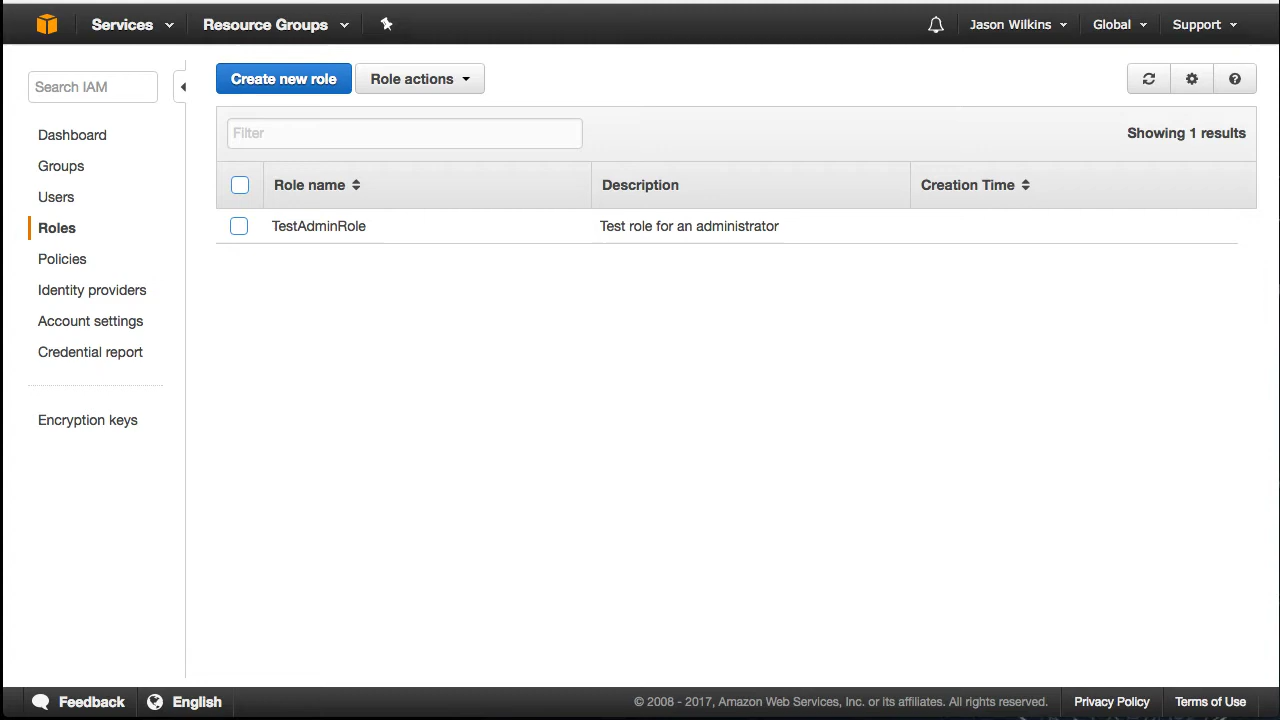 Services Resource Groups Jason Wilkins Global Support
Search IAM
Create new role Role actions
Dashboard
Groups
Users
Roles
Policies
Identity providers
Account settings
Credential report
Encryption keys
Filter Showing 1 results
Role name Description Creation Time
TestAdminRole Test role for an administrator
Feedback English © 2008 - 2017, Amazon Web Services, Inc. or its affiliates. All rights reserved. Privacy Policy Terms of Use